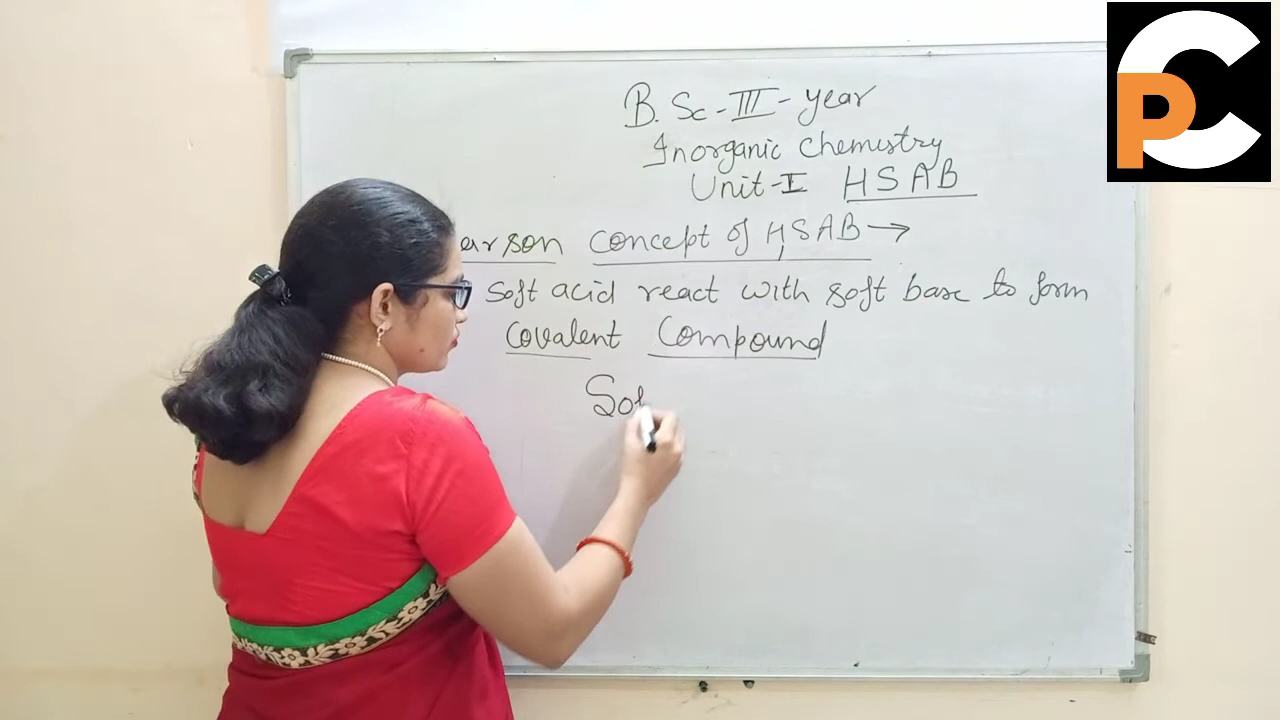 B. Sc - III - year
Inorganic chemistry
Unit - I HSAB
arson concept of HSAB →
Soft acid react with soft base to form
covalent Compound
Sof
PC